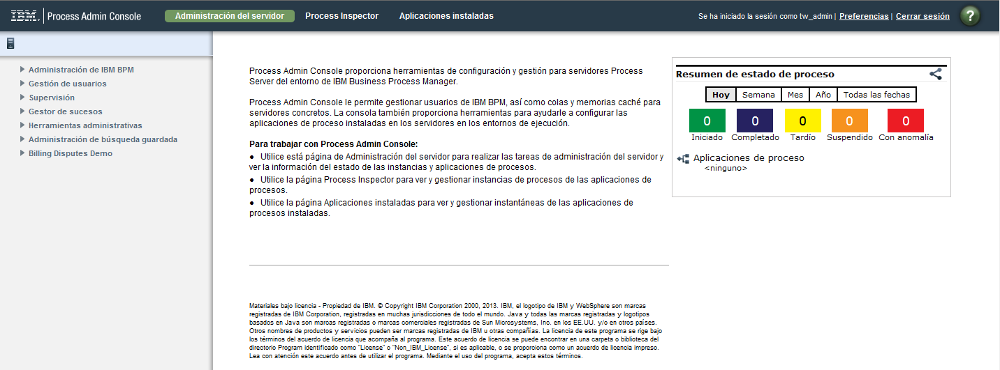 IBM. Process Admin Console
Administración del servidor
Process Inspector
Aplicaciones instaladas
Se ha iniciado la sesión como tw_admin | Preferencias | Cerrar sesión
?
Administración de IBM BPM
Gestión de usuarios
Supervisión
Gestor de sucesos
Herramientas administrativas
Administración de búsqueda guardada
Billing Disputes Demo
Process Admin Console proporciona herramientas de configuración y gestión para servidores Process
Server del entorno de IBM Business Process Manager.
Process Admin Console le permite gestionar usuarios de IBM BPM, así como colas y memorias caché para
servidores concretos. La consola también proporciona herramientas para ayudarle a configurar las
aplicaciones de proceso instaladas en los servidores en los entornos de ejecución.
Para trabajar con Process Admin Console:
● Utilice está página de Administración del servidor para realizar las tareas de administración del servidor y
ver la información del estado de las instancias y aplicaciones de procesos.
● Utilice la página Process Inspector para ver y gestionar instancias de procesos de las aplicaciones de
procesos.
● Utilice la página Aplicaciones instaladas para ver y gestionar instantáneas de las aplicaciones de
procesos instaladas.
Resumen de estado de proceso
Hoy Semana Mes Año Todas las fechas
0 0 0 0 0
Iniciado Completado Tardío Suspendido Con anomalía
Aplicaciones de proceso
<ninguno>
Materiales bajo licencia - Propiedad de IBM. © Copyright IBM Corporation 2000, 2013. IBM, el logotipo de IBM y WebSphere son marcas
registradas de IBM Corporation, registradas en muchas jurisdicciones de todo el mundo. Java y todas las marcas registradas y logotipos
basados en Java son marcas registradas o marcas comerciales registradas de Sun Microsystems, Inc. en los EE.UU. y/o en otros países.
Otros nombres de productos y servicios pueden ser marcas registradas de IBM u otras compañías. La licencia de este programa se rige bajo
los términos del acuerdo de licencia que acompaña al programa. Este acuerdo de licencia se puede encontrar en una carpeta o biblioteca del
directorio Program identificado como "License" o "Non_IBM_License", si es aplicable, o se proporciona como un acuerdo de licencia impreso.
Lea con atención este acuerdo antes de utilizar el programa. Mediante el uso del programa, acepta estos términos.